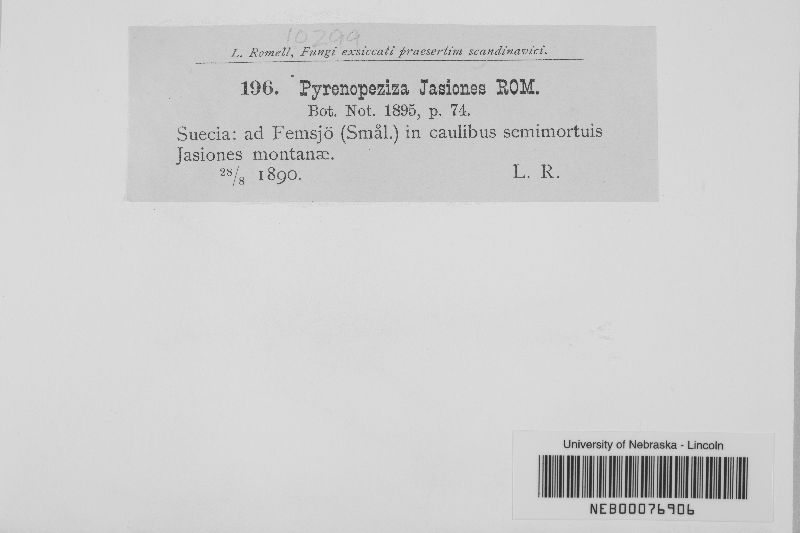 10299
L. Romell, Fungi exsiccati præsertim scandinavici.
196. Pyrenopeziza Jasiones ROM.
Bot. Not. 1895, p. 74.
Suecia: ad Femsjö (Smål.) in caulibus semimortuis
Jasiones montanæ.
28/8 1890. L. R.
University of Nebraska - Lincoln
NEB00076906